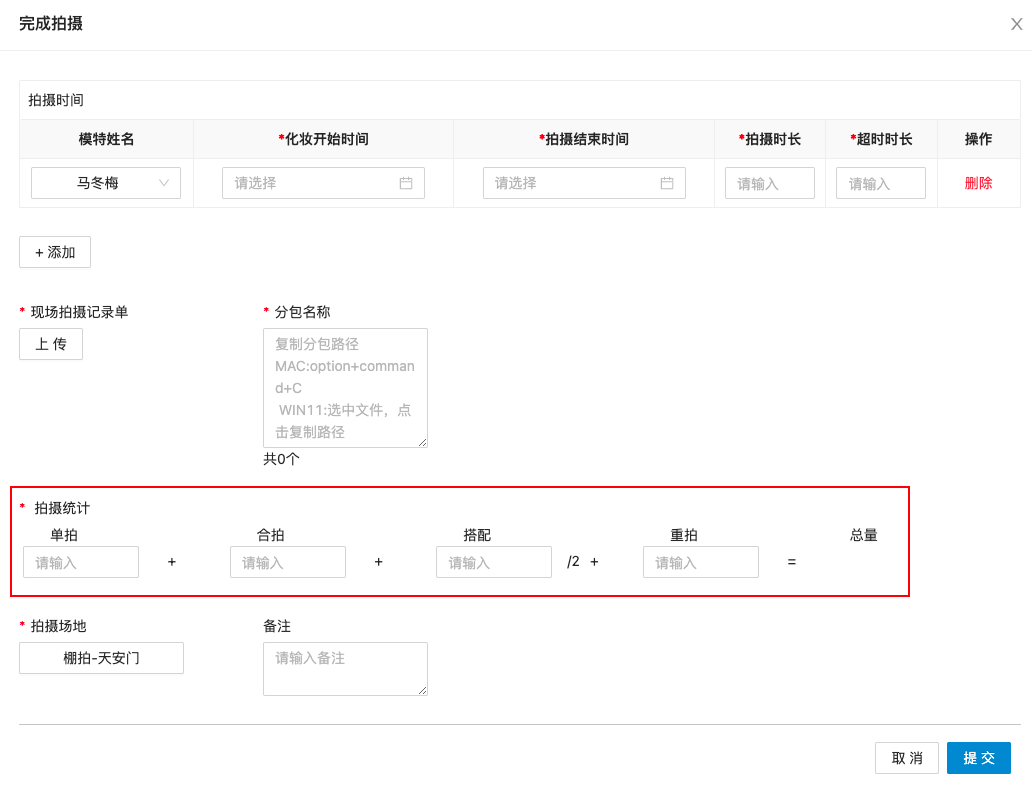 完成拍摄
拍摄时间
模特姓名 *化妆开始时间 *拍摄结束时间 *拍摄时长 *超时时长 操作
马冬梅 请选择 请选择 请输入 请输入 删除
+ 添加
* 现场拍摄记录单 * 分包名称
上 传
复制分包路径
MAC:option+comman
d+C
WIN11:选中文件，点
击复制路径
共0个
* 拍摄统计
单拍 合拍 搭配 重拍 总量
请输入 + 请输入 + 请输入 /2 + 请输入 =
* 拍摄场地 备注
棚拍-天安门 请输入备注
取 消 提 交